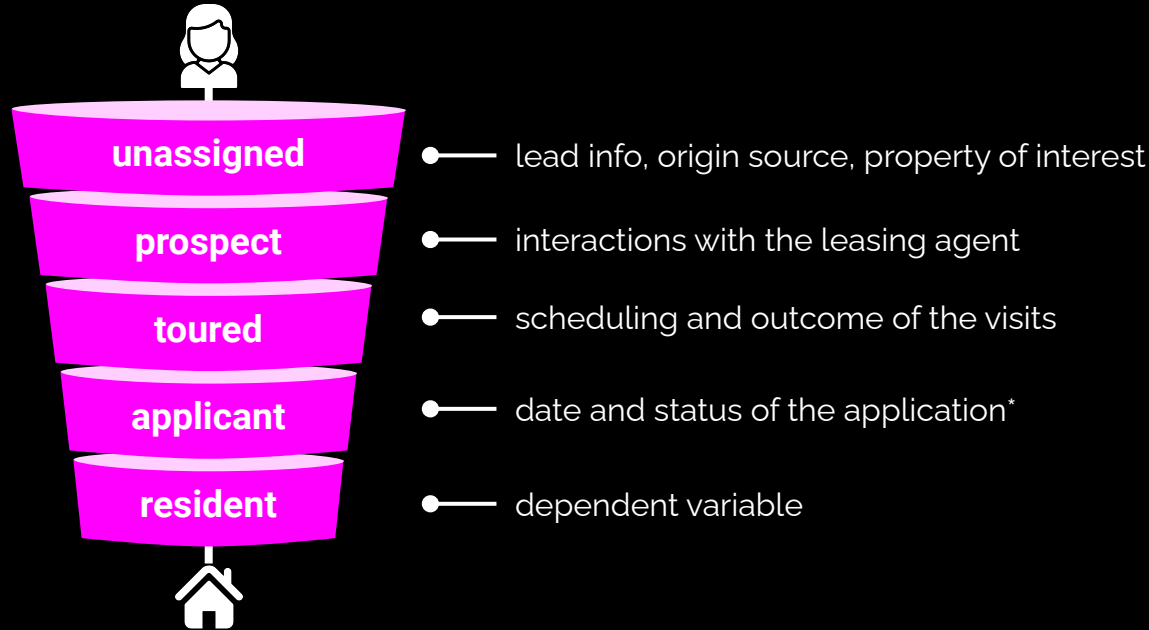 unassigned
lead info, origin source, property of interest
prospect
interactions with the leasing agent
toured
scheduling and outcome of the visits
applicant
date and status of the application*
resident
dependent variable